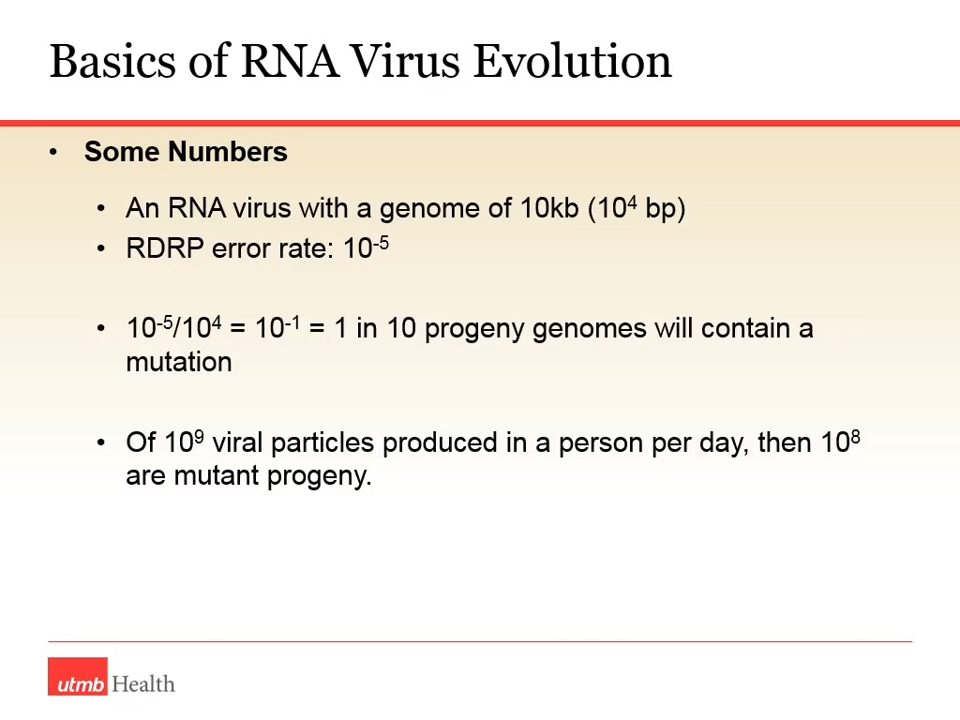 Basics of RNA Virus Evolution
• Some Numbers
• An RNA virus with a genome of 10kb (10⁴ bp)
• RDRP error rate: 10⁻⁵
• 10⁻⁵/10⁴ = 10⁻¹ = 1 in 10 progeny genomes will contain a
mutation
• Of 10⁹ viral particles produced in a person per day, then 10⁸
are mutant progeny.
utmb Health